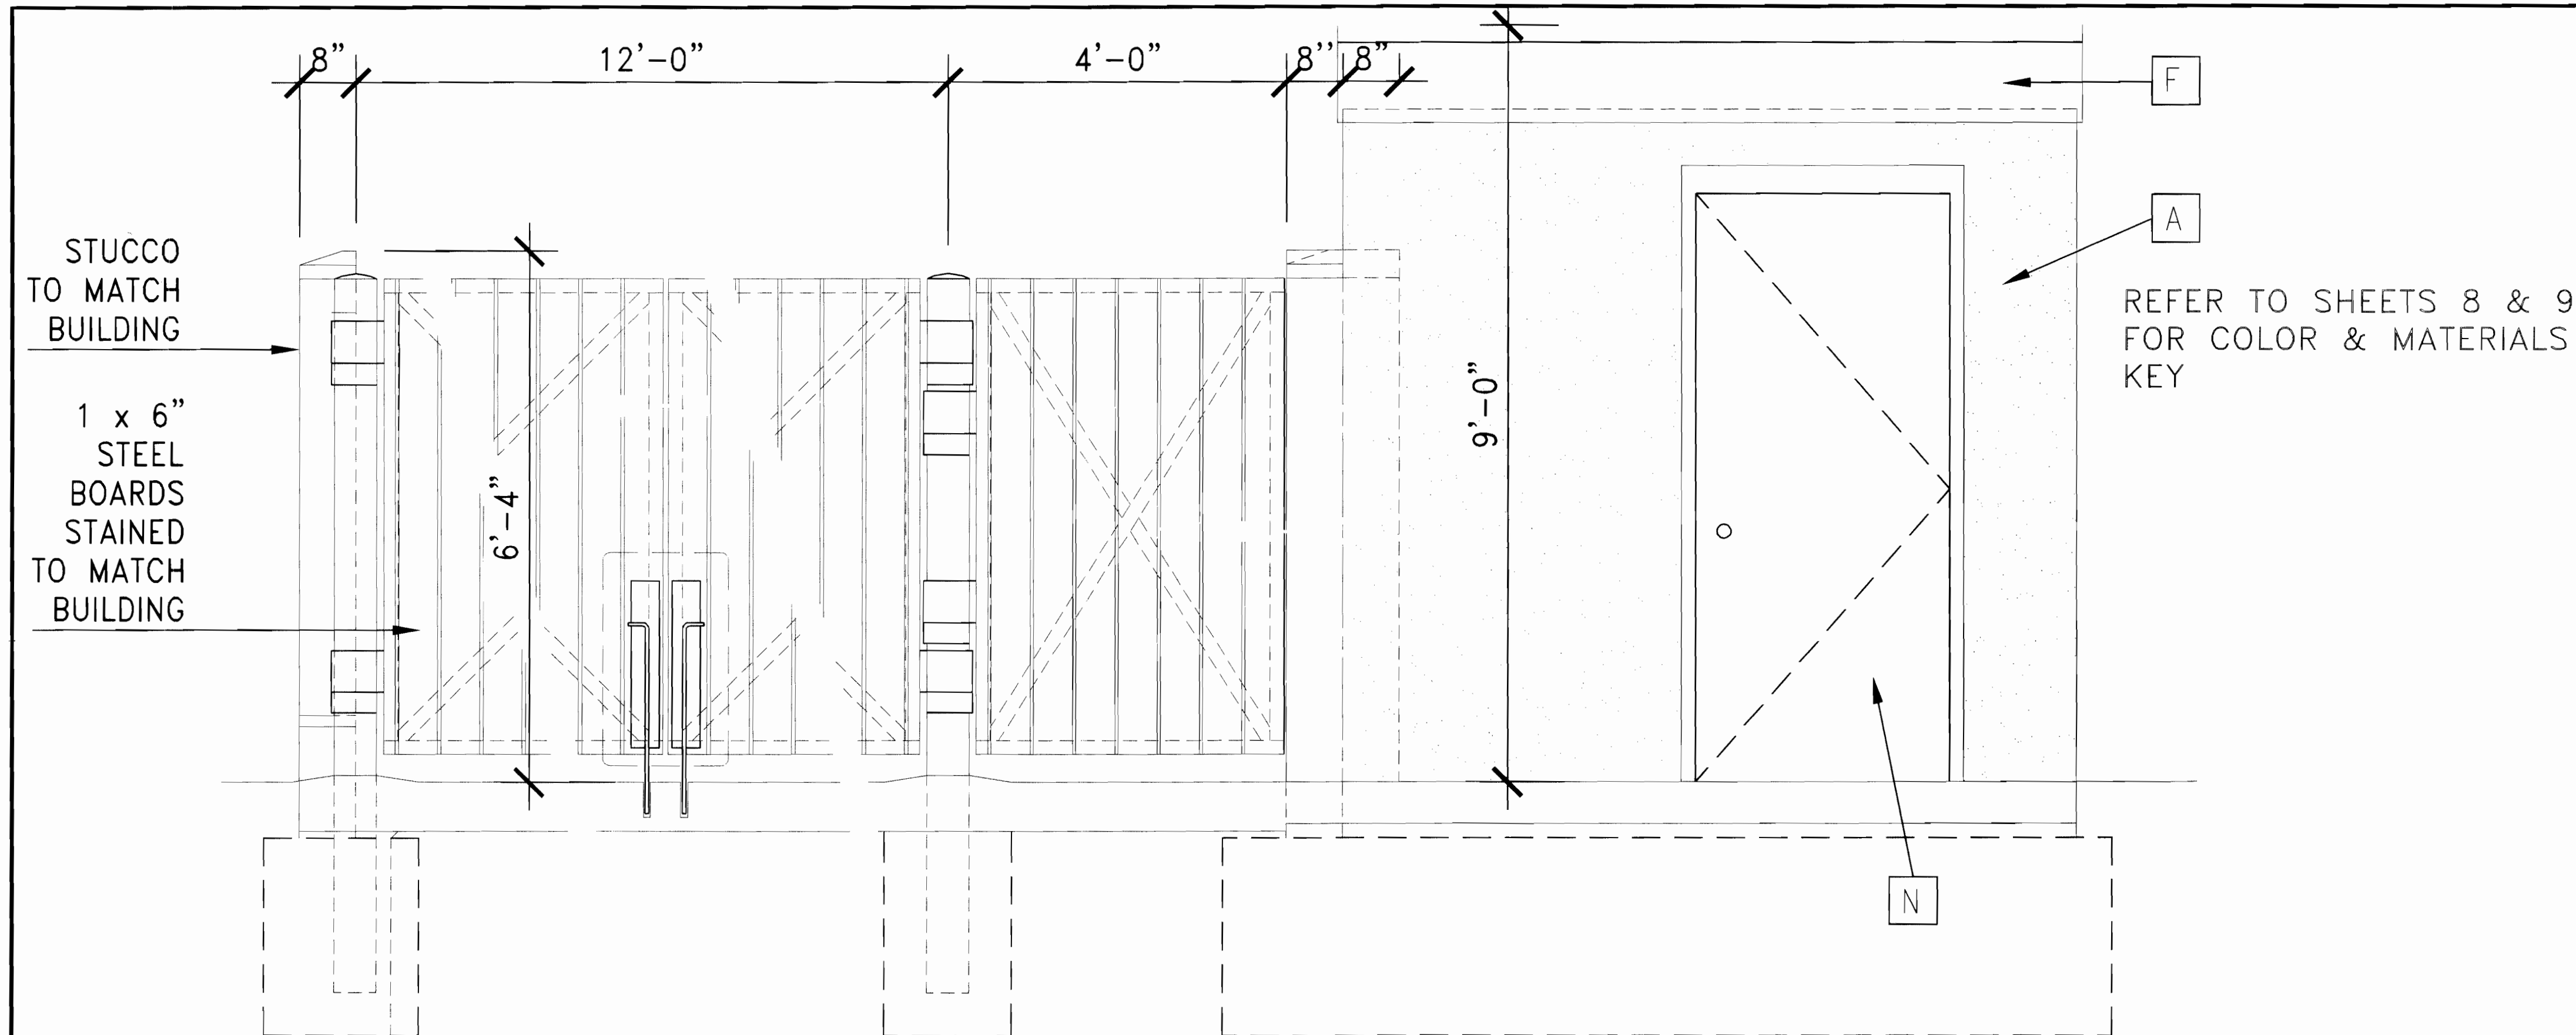 8”
12’-0”
4’-0”
8’’
8”
F
STUCCO
TO MATCH
BUILDING
A
REFER TO SHEETS 8 & 9
FOR COLOR & MATERIALS
KEY
1 x 6”
STEEL
BOARDS
STAINED
TO MATCH
BUILDING
6’-4”
9’-0”
N